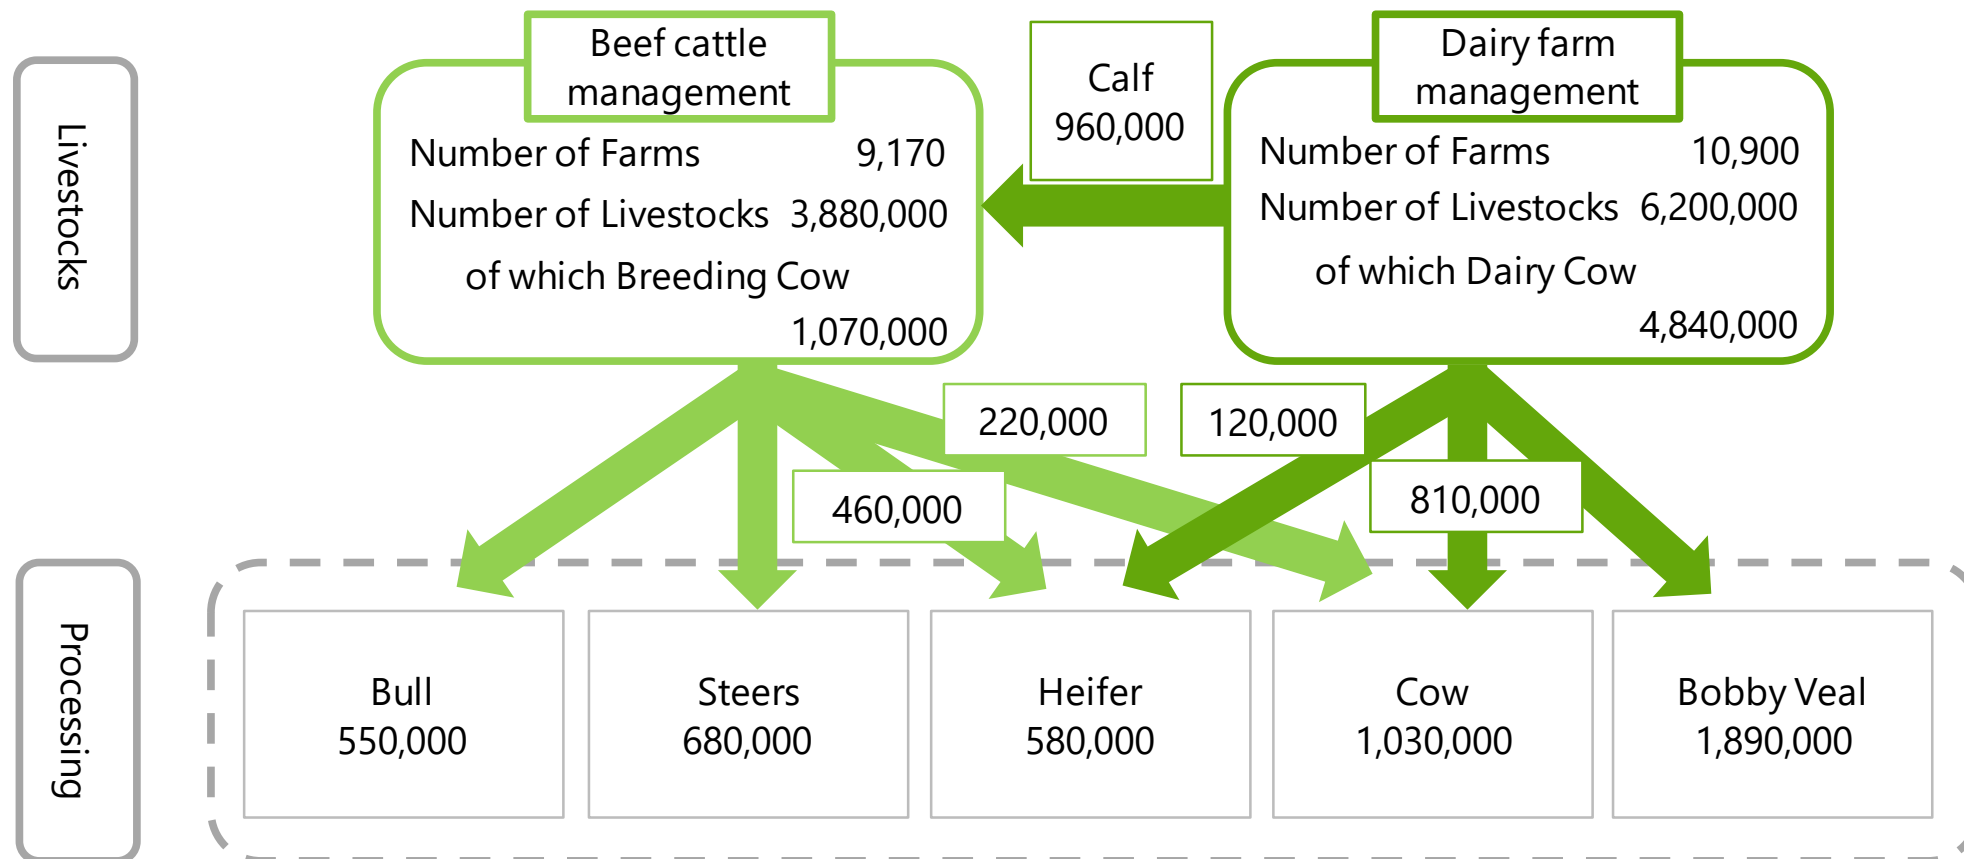 Livestocks
Beef cattle
management
Number of Farms 9,170
Number of Livestocks 3,880,000
of which Breeding Cow
1,070,000
Calf
960,000
Dairy farm
management
Number of Farms 10,900
Number of Livestocks 6,200,000
of which Dairy Cow
4,840,000
220,000
120,000
460,000
810,000
Processing
Bull
550,000
Steers
680,000
Heifer
580,000
Cow
1,030,000
Bobby Veal
1,890,000